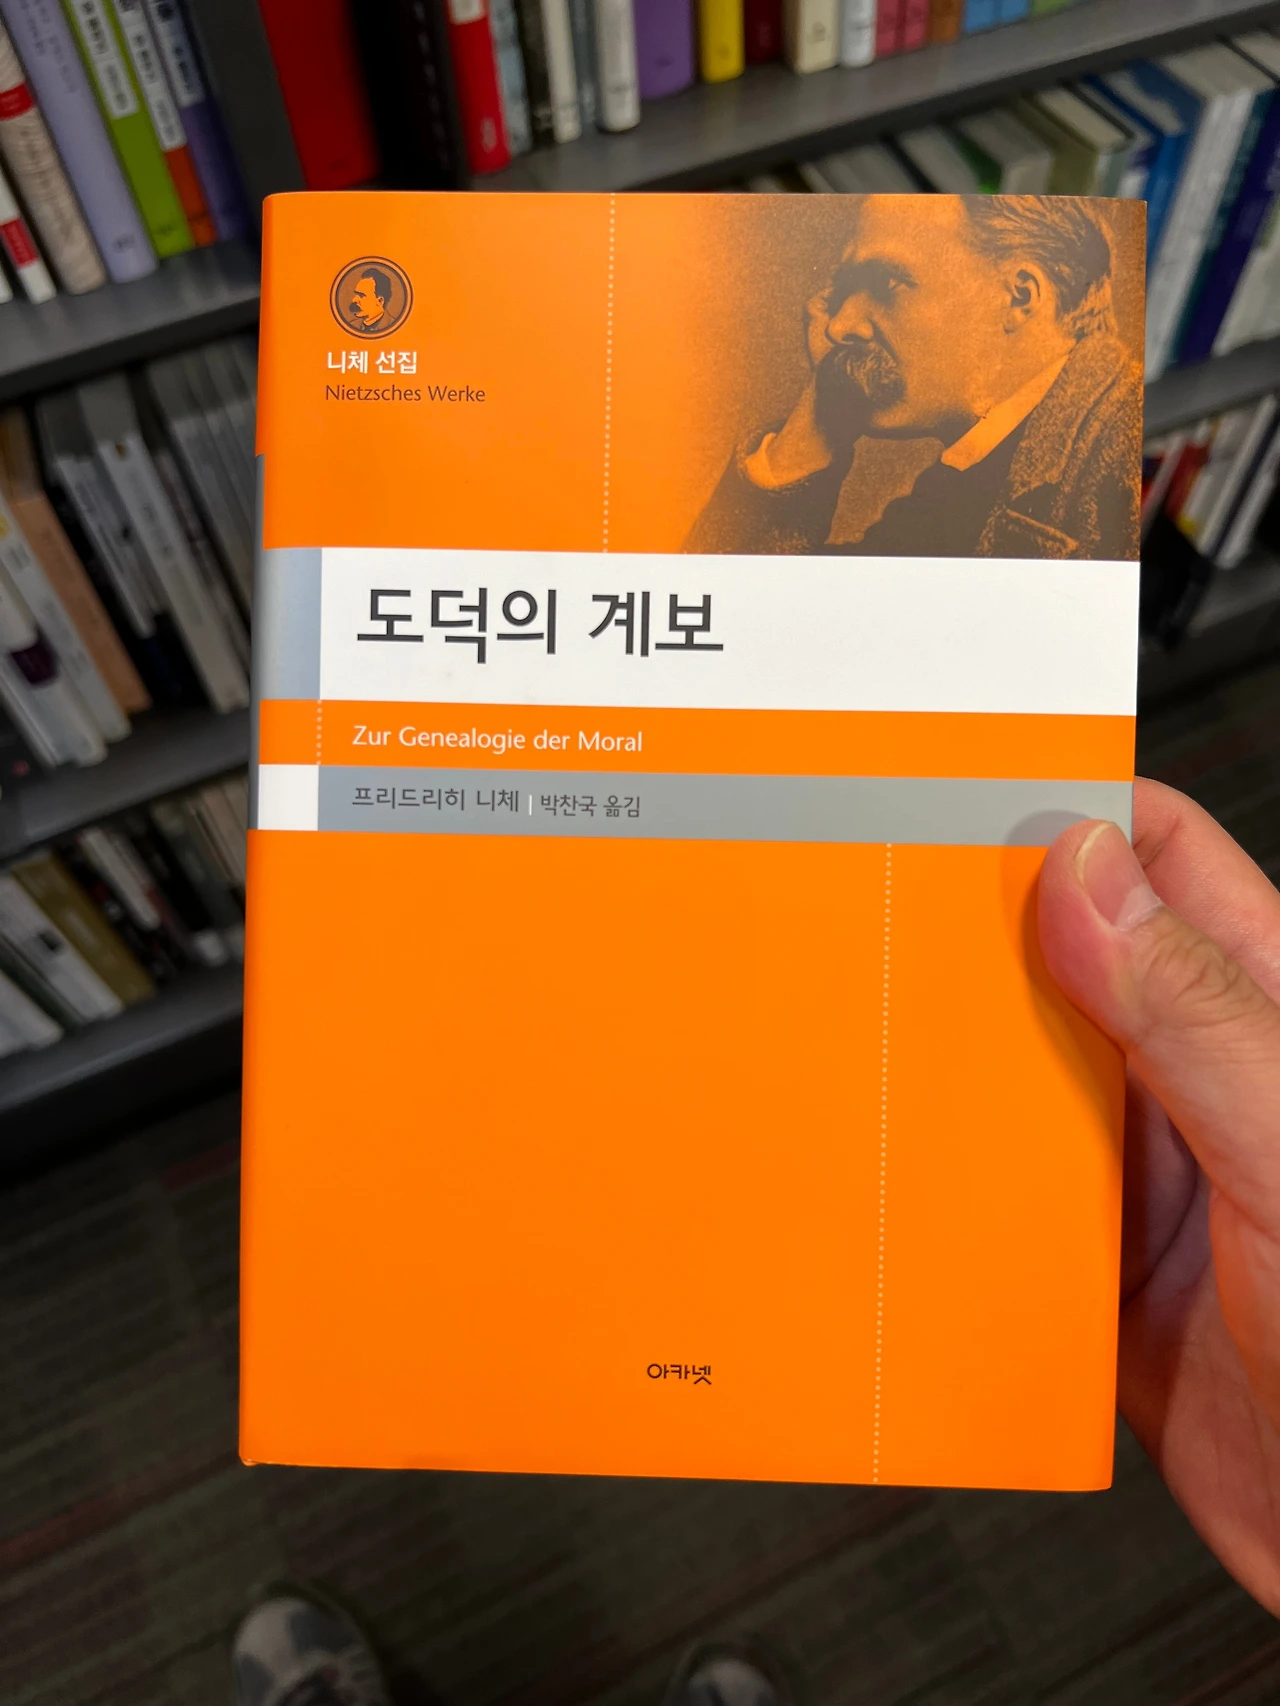 니체 선집
Nietzsches Werke
도덕의 계보
Zur Genealogie der Moral
프리드리히 니체 | 박찬국 옮김
아카넷